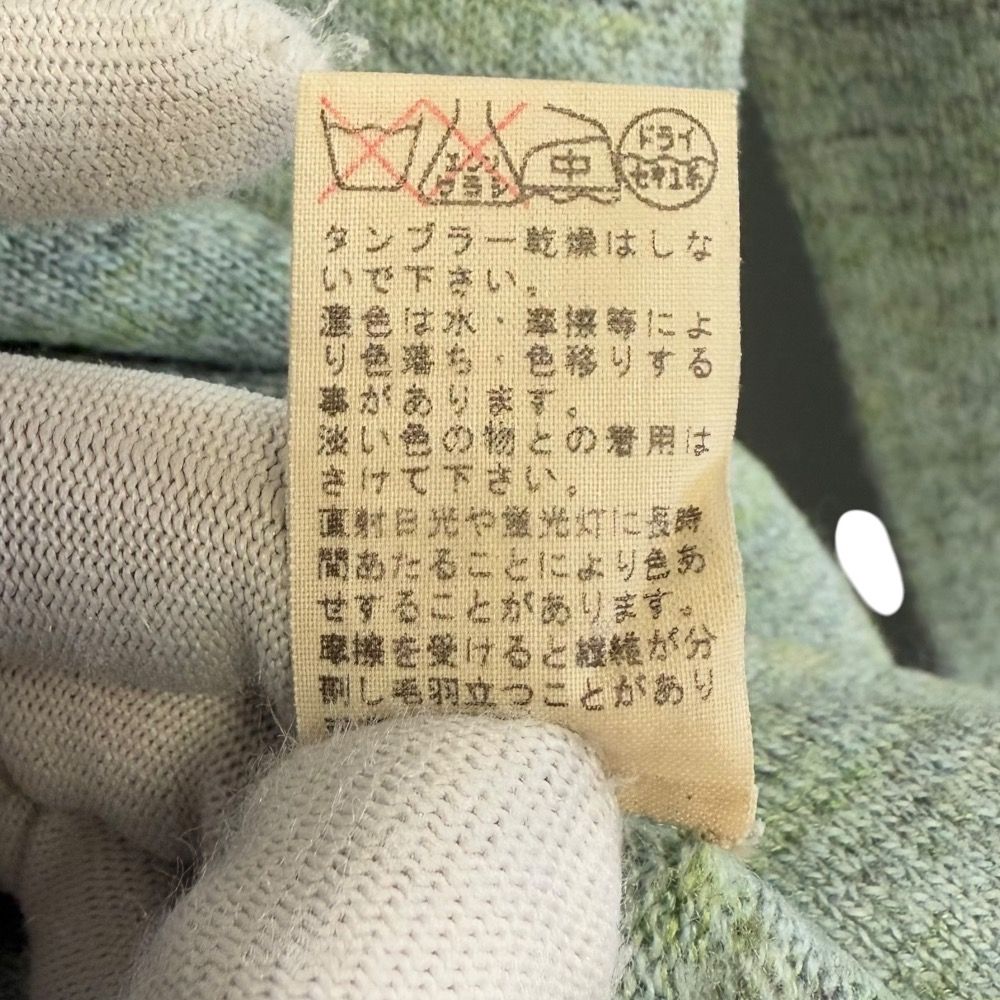 エンソ
サラシ
中
ドライ
セキユ系
タンブラー乾燥はしな
いで下さい。
濃色は水・摩擦等によ
り色落ち・色移りする
事があります。
淡い色の物との着用は
さけて下さい。
直射日光や蛍光灯に長時
間あたることにより色あ
せすることがあります。
摩擦を受けると繊維が分
割し毛羽立つことがあり